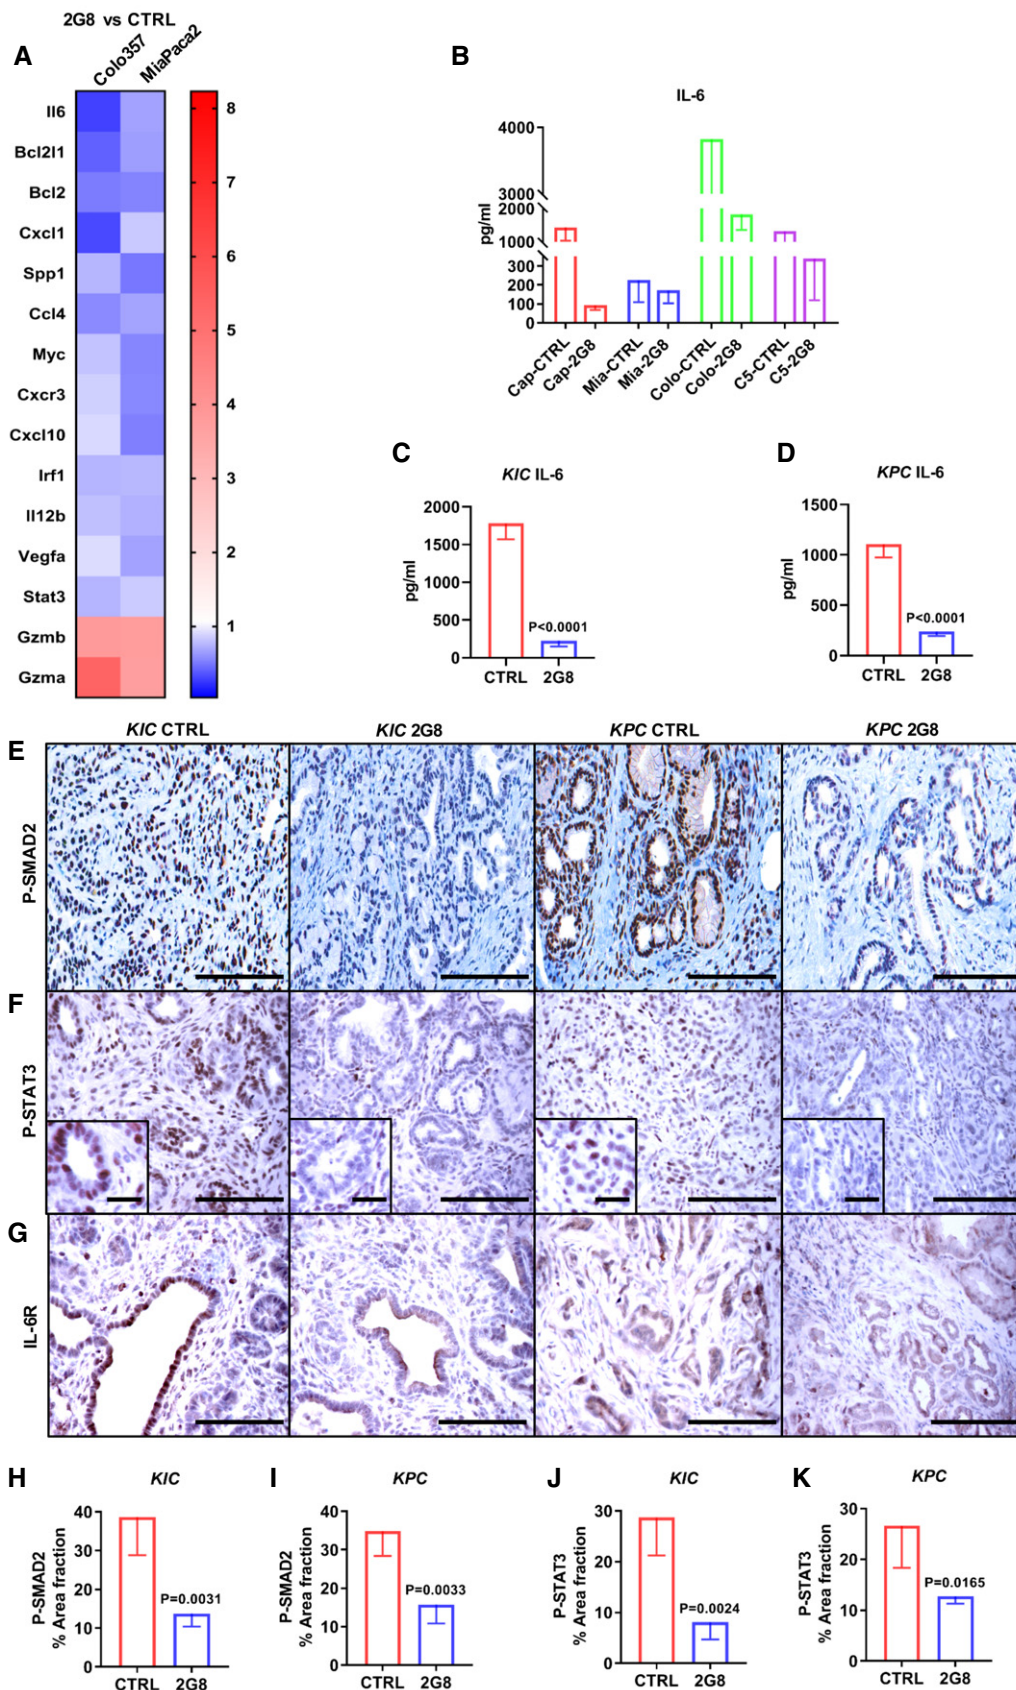 A
2G8 vs CTRL
Colo357
MiaPaca2
Il6
Bcl2l1
Bcl2
Cxcl1
Spp1
Ccl4
Myc
Cxcr3
Cxcl10
Irf1
Il12b
Vegfa
Stat3
Gzmb
Gzma
8
7
6
5
4
3
2
1
B
IL-6
pg/ml
4000
3000
2000
1000
300
200
100
0
Cap-CTRL
Cap-2G8
Mia-CTRL
Mia-2G8
Colo-CTRL
Colo-2G8
C5-CTRL
C5-2G8
C
KIC IL-6
pg/ml
2000
1500
1000
500
0
P<0.0001
CTRL 2G8
D
KPC IL-6
pg/ml
1500
1000
500
0
P<0.0001
CTRL 2G8
KIC CTRL
KIC 2G8
KPC CTRL
KPC 2G8
E
P-SMAD2
F
P-STAT3
G
IL-6R
H
KIC
P-SMAD2
% Area fraction
40
30
20
10
0
P=0.0031
CTRL 2G8
I
KPC
P-SMAD2
% Area fraction
40
30
20
10
0
P=0.0033
CTRL 2G8
J
KIC
P-STAT3
% Area fraction
30
20
10
0
P=0.0024
CTRL 2G8
K
KPC
P-STAT3
% Area fraction
30
20
10
0
P=0.0165
CTRL 2G8